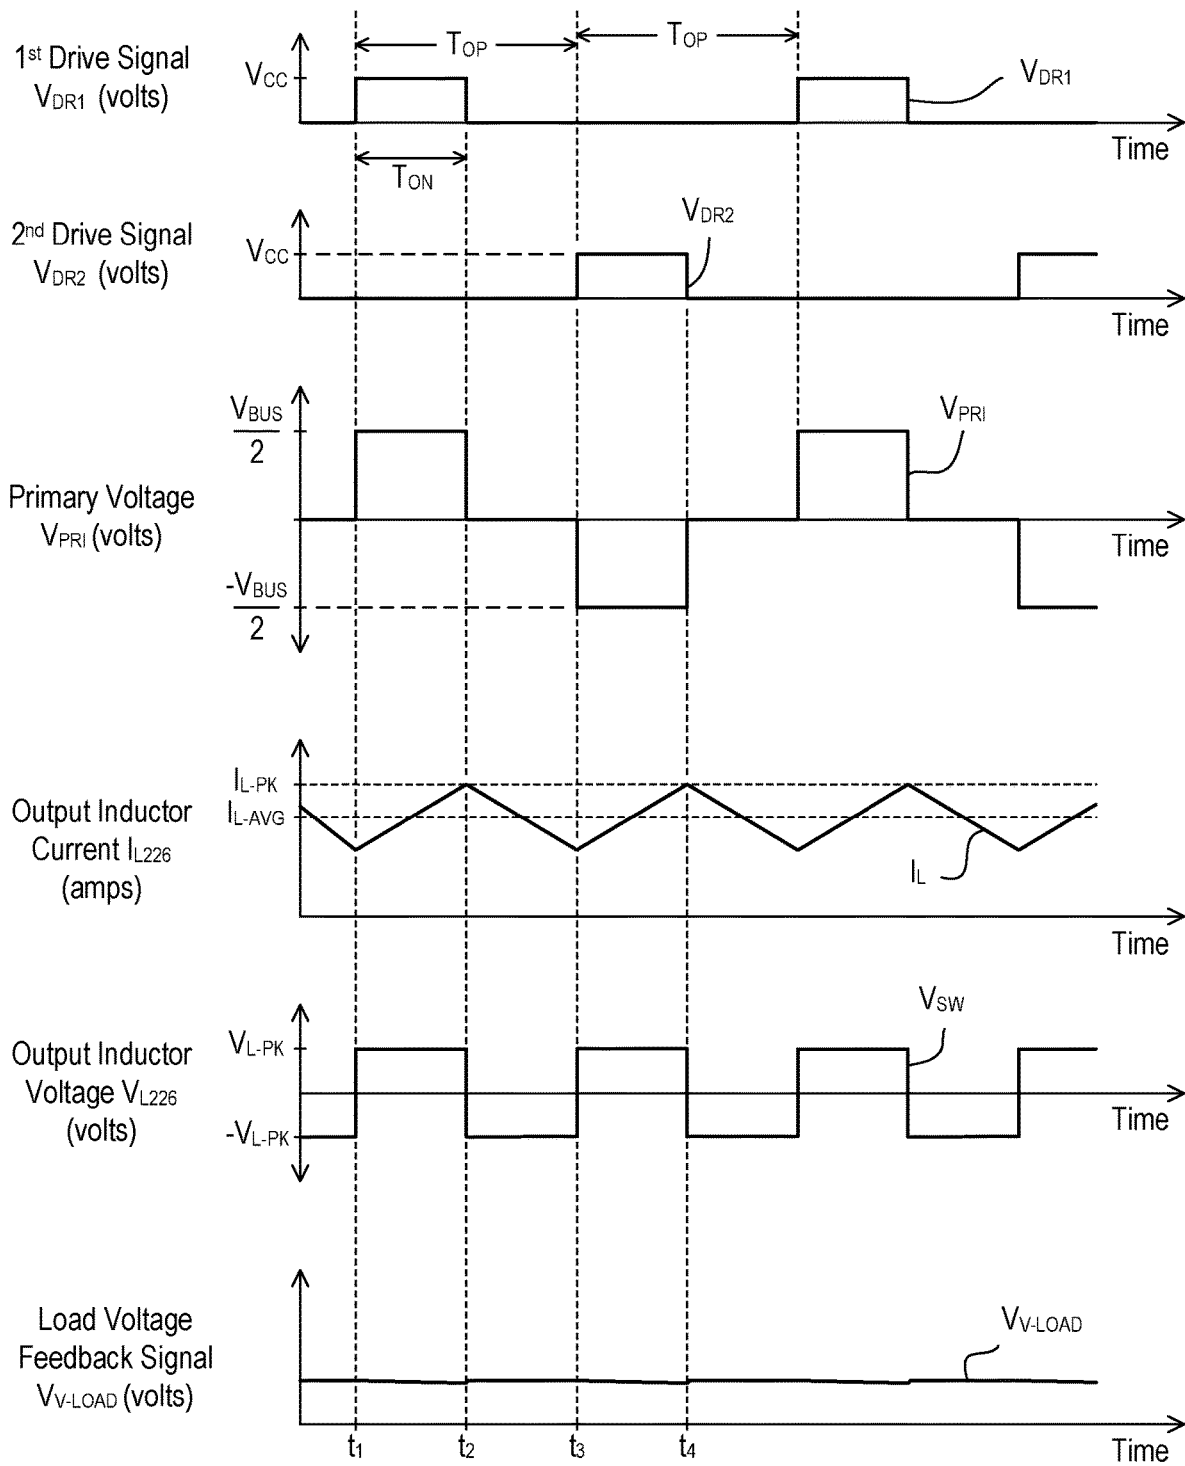 1st Drive Signal
VDR1 (volts)
VCC
TOP
TOP
VDR1
Time
TON
2nd Drive Signal
VDR2 (volts)
VCC
VDR2
Time
Primary Voltage
VPRI (volts)
VBUS
2
-VBUS
2
VPRI
Time
Output Inductor
Current IL226
(amps)
IL-PK
IL-AVG
IL
Time
Output Inductor
Voltage VL226
(volts)
VL-PK
-VL-PK
VSW
Time
Load Voltage
Feedback Signal
VV-LOAD (volts)
VV-LOAD
t1
t2
t3
t4
Time